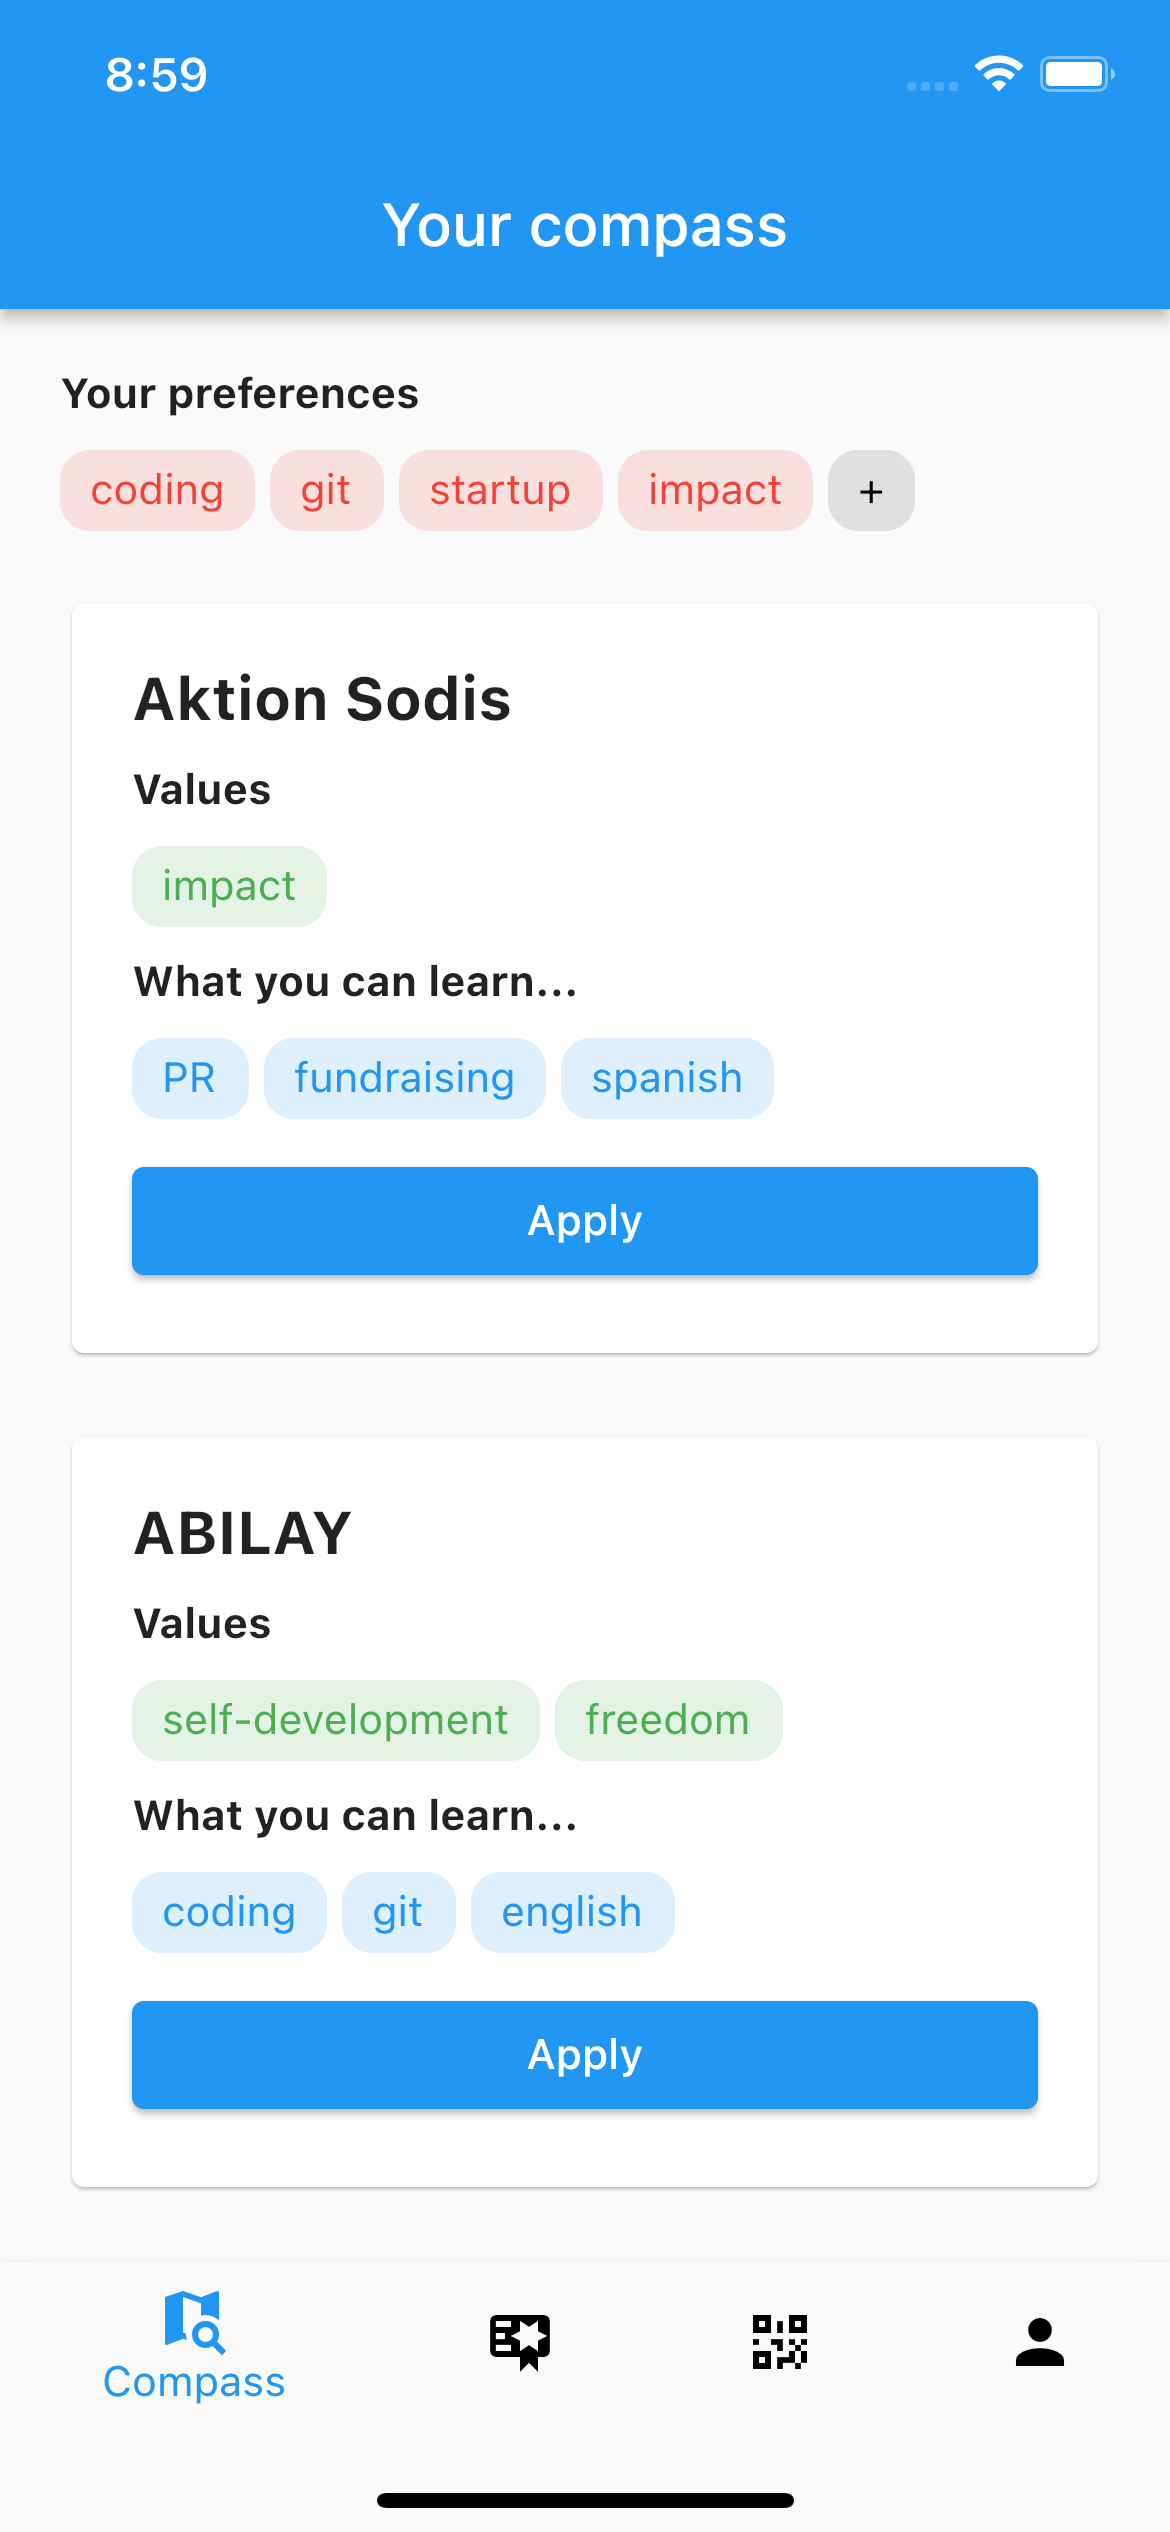 8:59
Your compass
Your preferences
coding git startup impact +
Aktion Sodis
Values
impact
What you can learn...
PR fundraising spanish
Apply
ABILAY
Values
self-development freedom
What you can learn...
coding git english
Apply
Compass